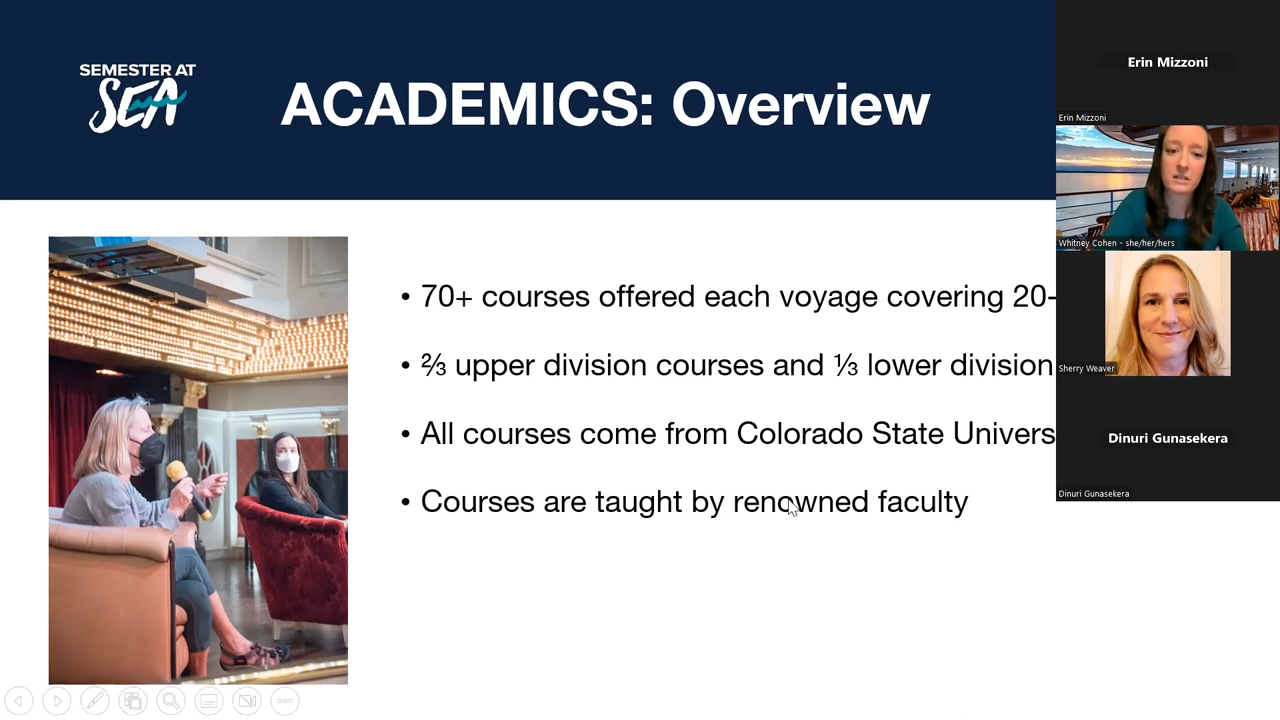 SEMESTER AT
SEA
ACADEMICS: Overview
• 70+ courses offered each voyage covering 20-
• ⅔ upper division courses and ⅓ lower division
• All courses come from Colorado State Univers
• Courses are taught by renowned faculty
Erin Mizzoni
Erin Mizzoni
Whitney Cohen - she/her/hers
Sherry Weaver
Dinuri Gunasekera
Dinuri Gunasekera